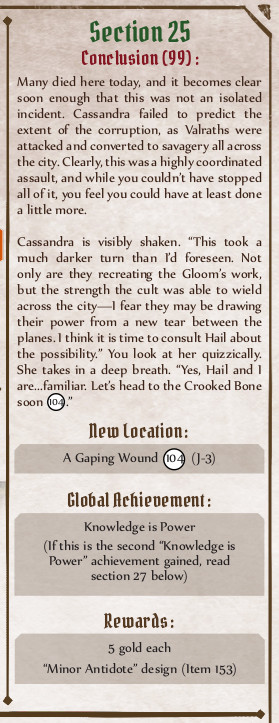 Section 25
Conclusion (99) :
Many died here today, and it becomes clear
soon enough that this was not an isolated
incident. Cassandra failed to predict the
extent of the corruption, as Valraths were
attacked and converted to savagery all across
the city. Clearly, this was a highly coordinated
assault, and while you couldn't have stopped
all of it, you feel you could have at least done
a little more.
Cassandra is visibly shaken. “This took a
much darker turn than I'd foreseen. Not
only are they recreating the Gloom's work,
but the strength the cult was able to wield
across the city—I fear they may be drawing
their power from a new tear between the
planes. I think it is time to consult Hail about
the possibility.” You look at her quizzically.
She takes in a deep breath. “Yes, Hail and I
are...familiar. Let's head to the Crooked Bone
soon 104.”
New Location:
A Gaping Wound 104 (J-3)
Global Achievement:
Knowledge is Power
(If this is the second “Knowledge is
Power” achievement gained, read
section 27 below)
Rewards:
5 gold each
“Minor Antidote” design (Item 153)